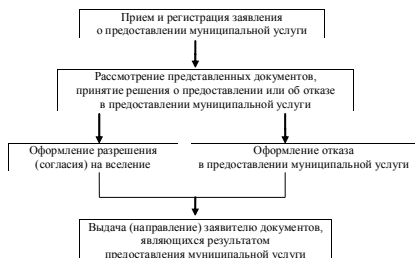 Прием и регистрация заявления
о предоставлении муниципальной услуги
Рассмотрение представленных документов,
принятие решения о предоставлении или об отказе
в предоставлении муниципальной услуги
Оформление разрешения
(согласия) на вселение
Оформление отказа
в предоставлении муниципальной услуги
Выдача (направление) заявителю документов,
являющихся результатом
предоставления муниципальной услуги